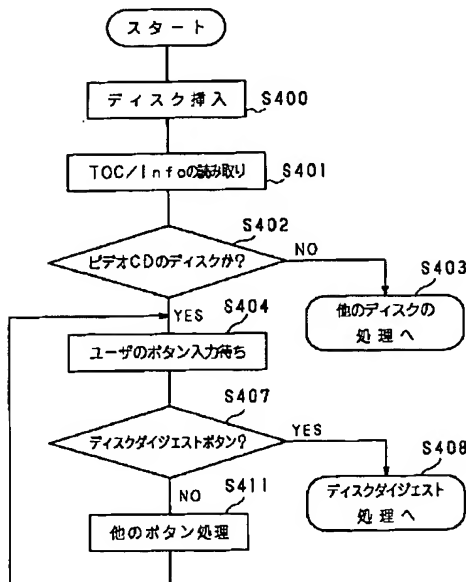 スタート
ディスク挿入
S400
TOC/Infoの読み取り
S401
S402
ビデオCDのディスクか?
NO
S403
他のディスクの
処理へ
YES
S404
ユーザのボタン入力待ち
S407
ディスクダイジェストボタン?
YES
S408
ディスクダイジェスト
処理へ
NO
S411
他のボタン処理